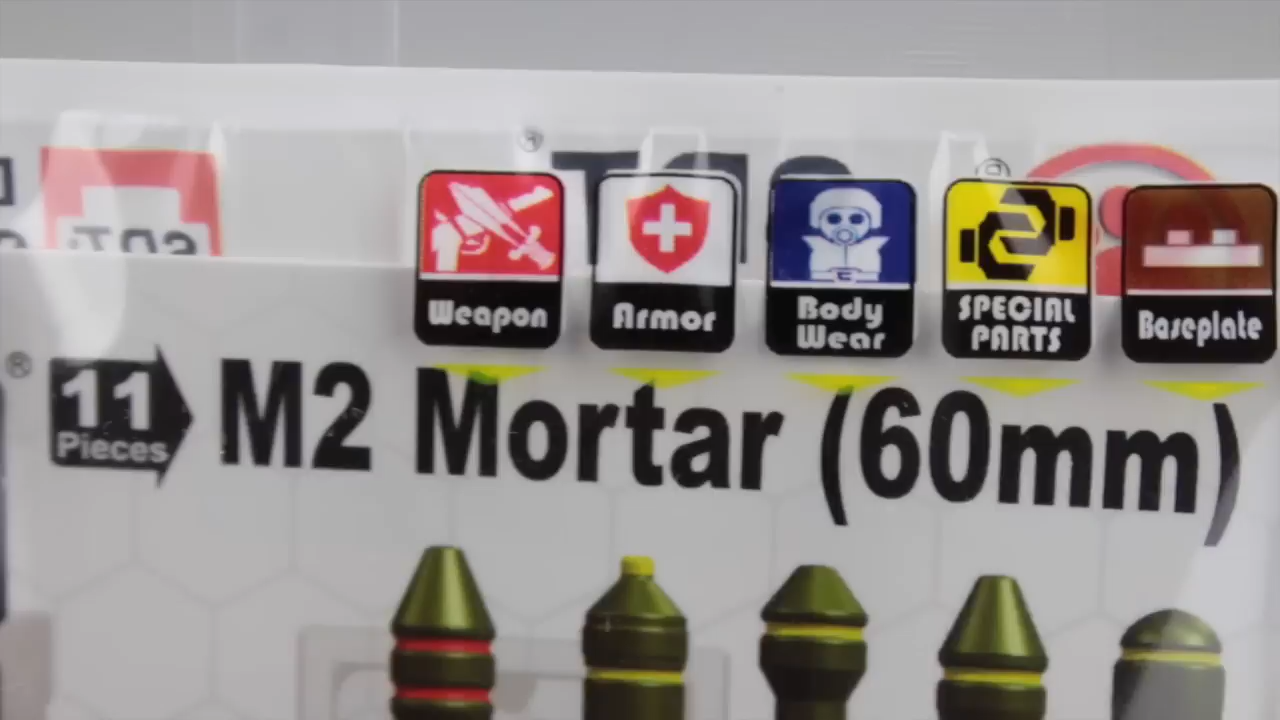 Weapon
Armor
Body
Wear
SPECIAL
PARTS
Baseplate
11
Pieces
M2 Mortar (60mm)